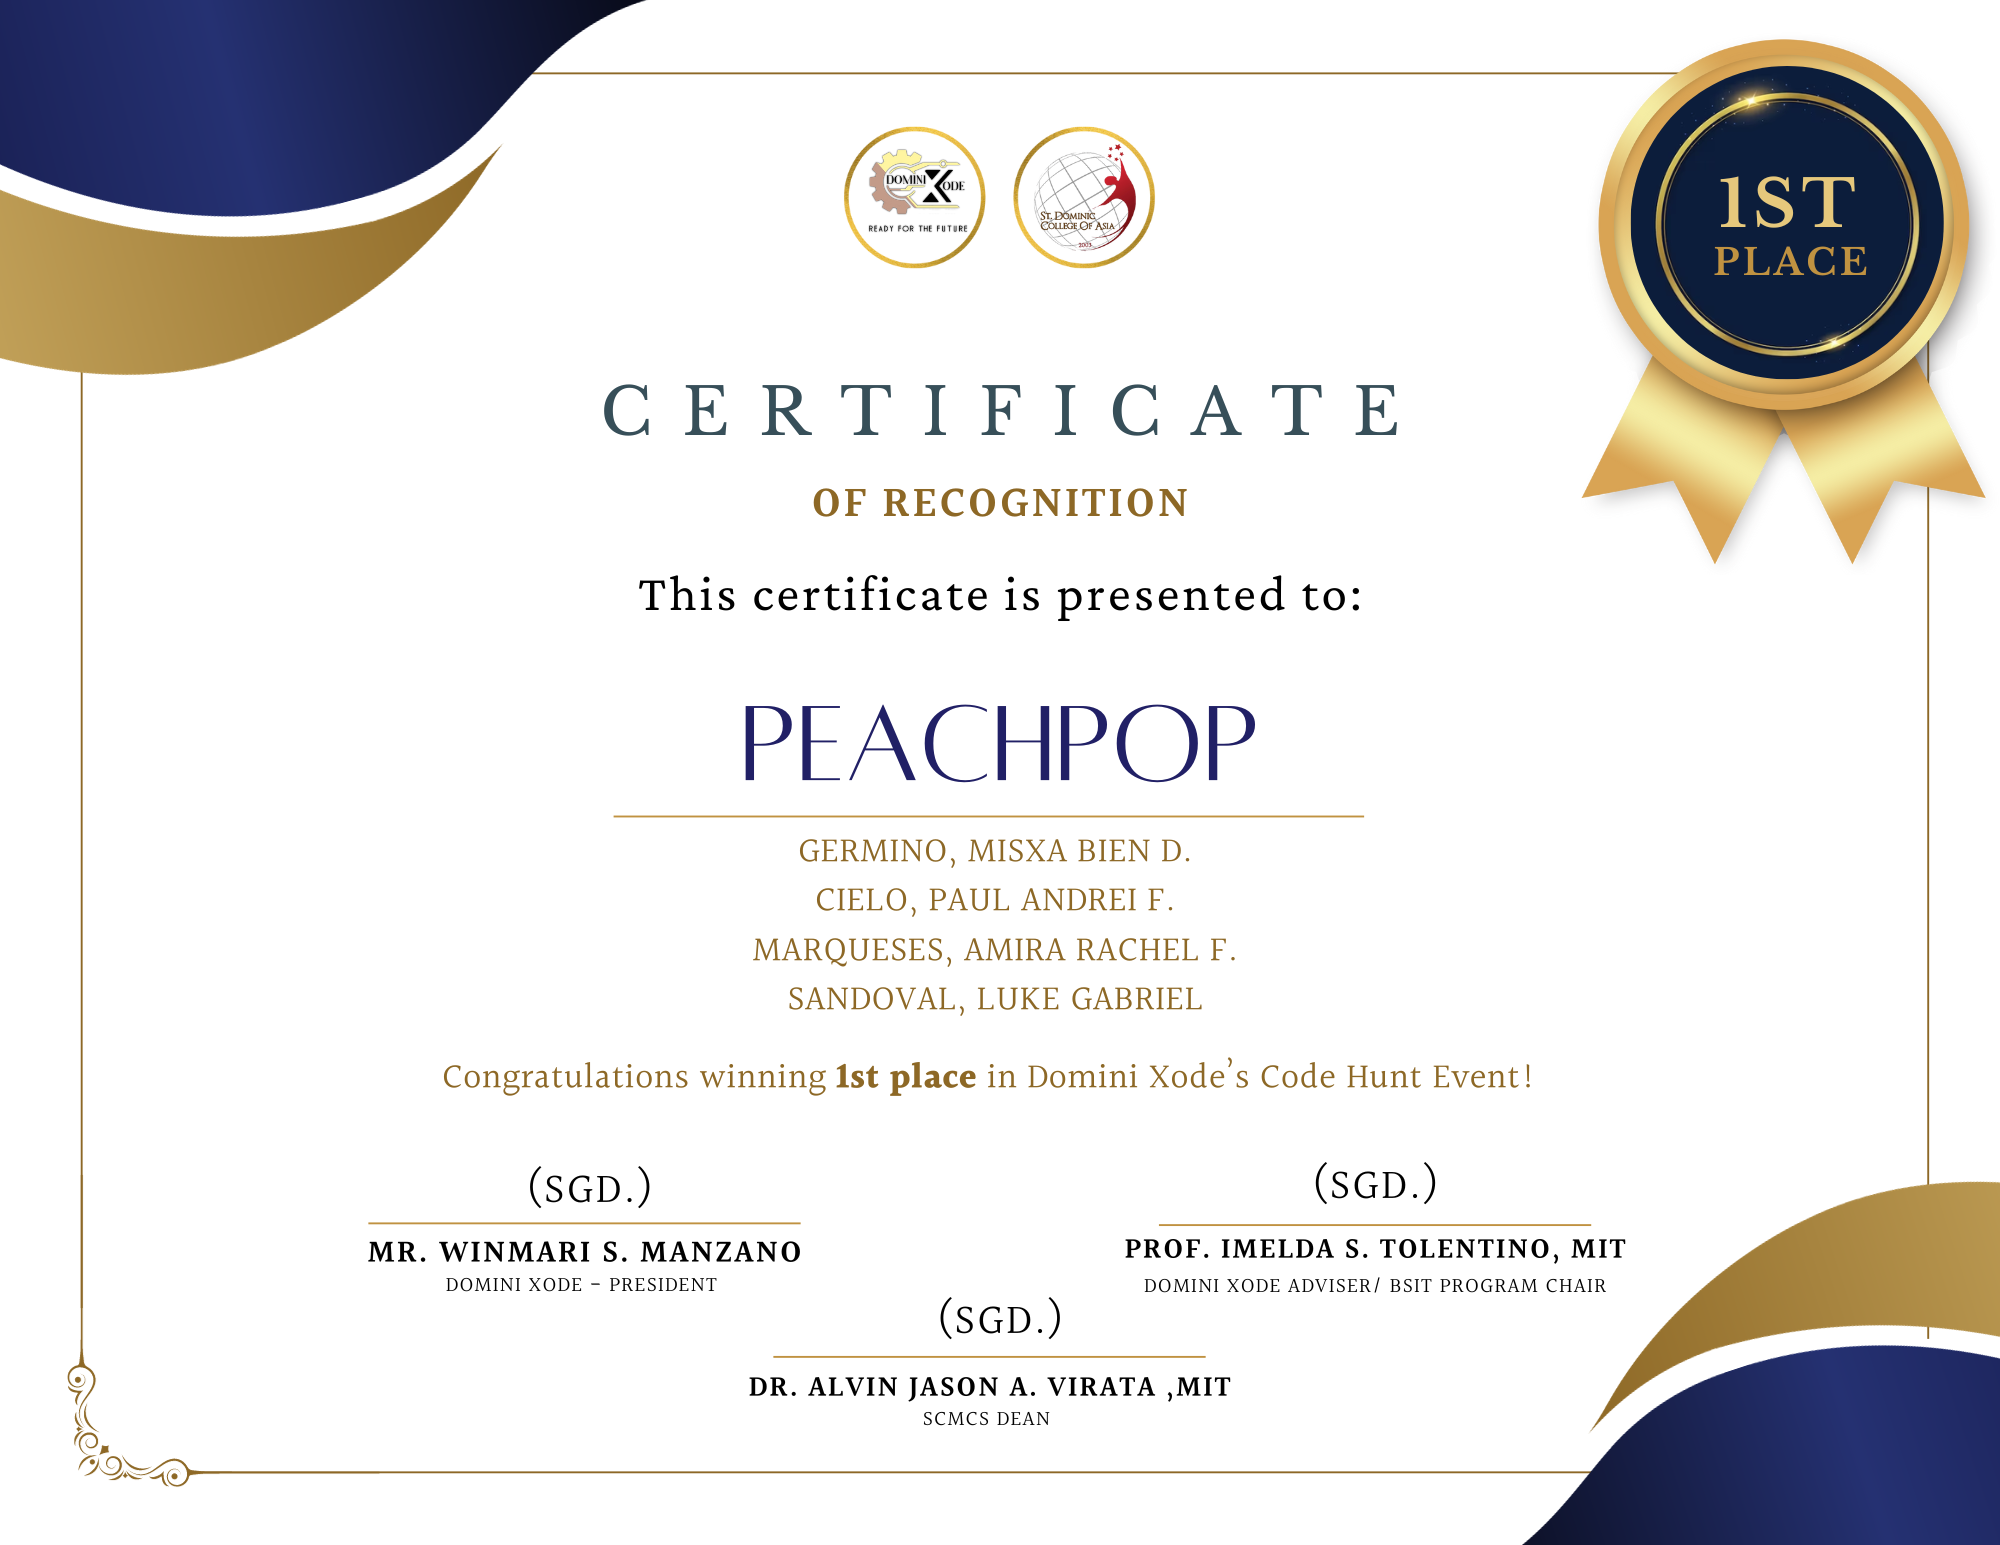 DOMINI XODE
READY FOR THE FUTURE
ST. DOMINIC
COLLEGE OF ASIA
2003
1ST
PLACE
CERTIFICATE
OF RECOGNITION
This certificate is presented to:
PEACHPOP
GERMINO, MISXA BIEN D.
CIELO, PAUL ANDREI F.
MARQUESES, AMIRA RACHEL F.
SANDOVAL, LUKE GABRIEL
Congratulations winning 1st place in Domini Xode’s Code Hunt Event!
(SGD.)
MR. WINMARI S. MANZANO
DOMINI XODE - PRESIDENT
(SGD.)
PROF. IMELDA S. TOLENTINO, MIT
DOMINI XODE ADVISER/ BSIT PROGRAM CHAIR
(SGD.)
DR. ALVIN JASON A. VIRATA ,MIT
SCMCS DEAN